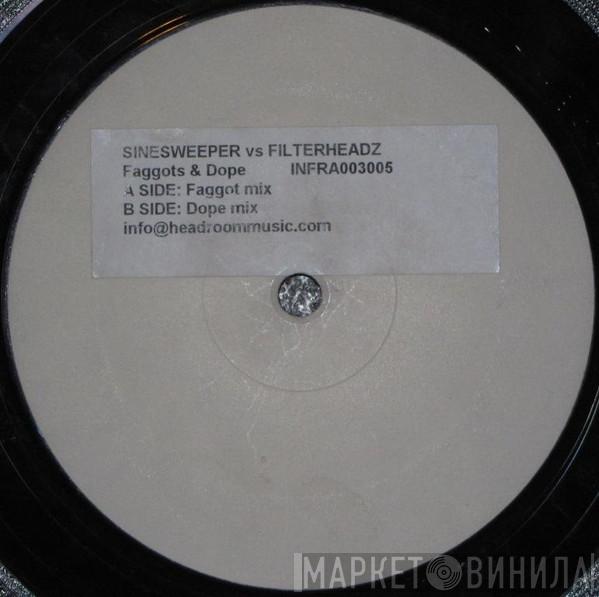 SINESWEEPER vs FILTERHEADZ
Faggots & Dope INFRA003005
A SIDE: Faggot mix
B SIDE: Dope mix
info@headroommusic.com
МАРКЕТ ВИНИЛА